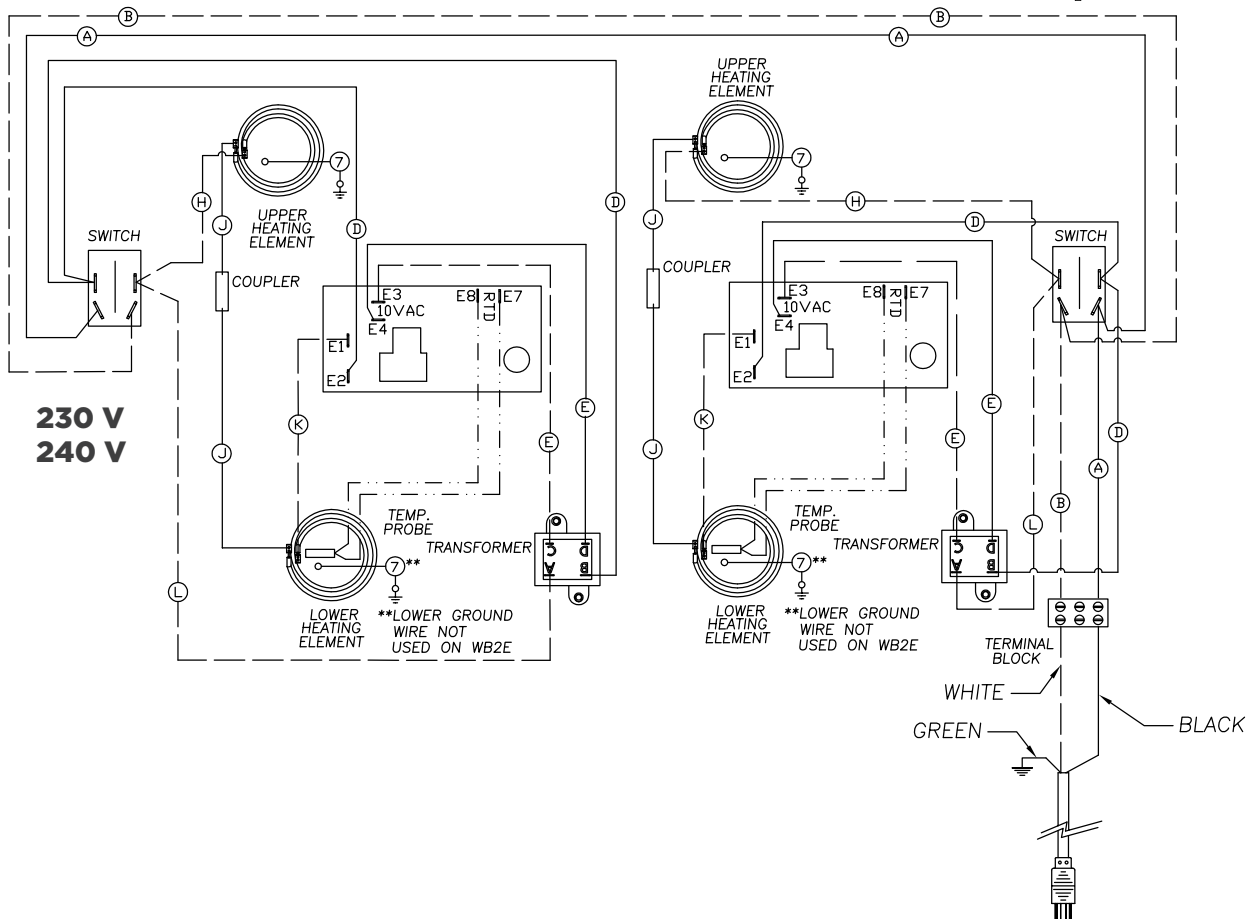 B
B
A
A
UPPER
HEATING
ELEMENT
7
UPPER
HEATING
ELEMENT
7
H
J
D
D
SWITCH
COUPLER
E3
10VAC
E4
E8
RTD
E7
E1
E2
230 V
240 V
K
E
E
J
TEMP.
PROBE
TRANSFORMER
C
D
A
B
7**
L
LOWER
HEATING
ELEMENT
**LOWER GROUND
WIRE NOT
USED ON WB2E
H
J
D
SWITCH
COUPLER
E3
10VAC
E4
E8
RTD
E7
E1
E2
K
E
E
J
D
A
B
L
TEMP.
PROBE
TRANSFORMER
C
D
A
B
7**
LOWER
HEATING
ELEMENT
**LOWER GROUND
WIRE NOT
USED ON WB2E
TERMINAL
BLOCK
WHITE
BLACK
GREEN